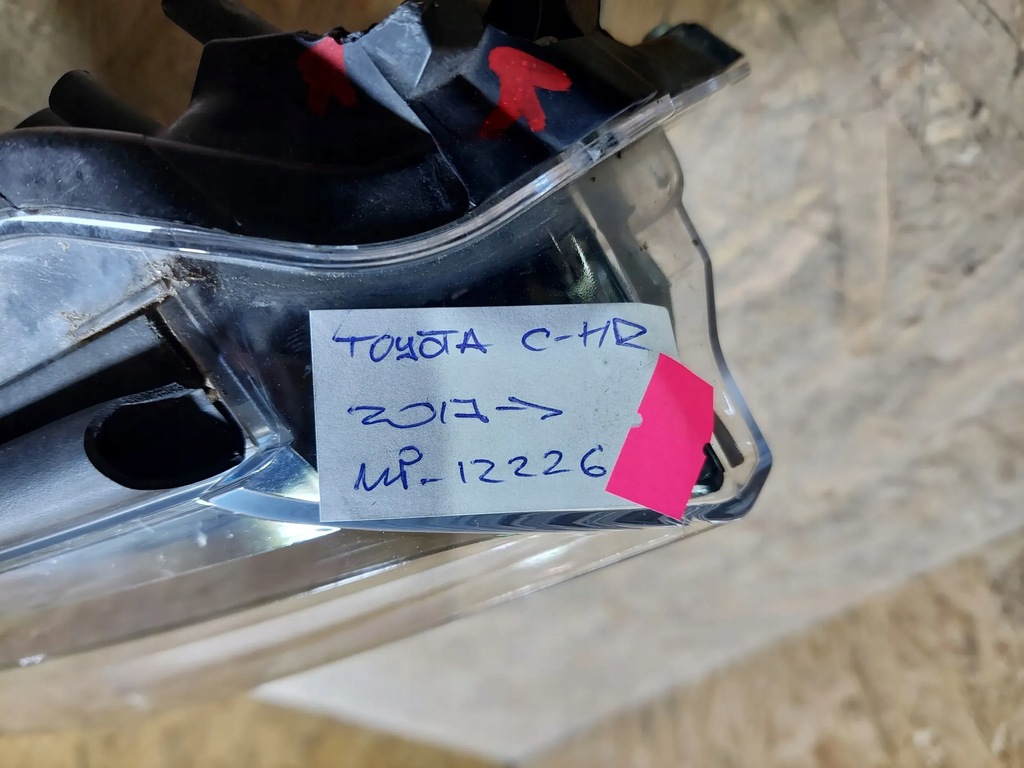 TOYOTA C-HR
2017 →
MP-12226